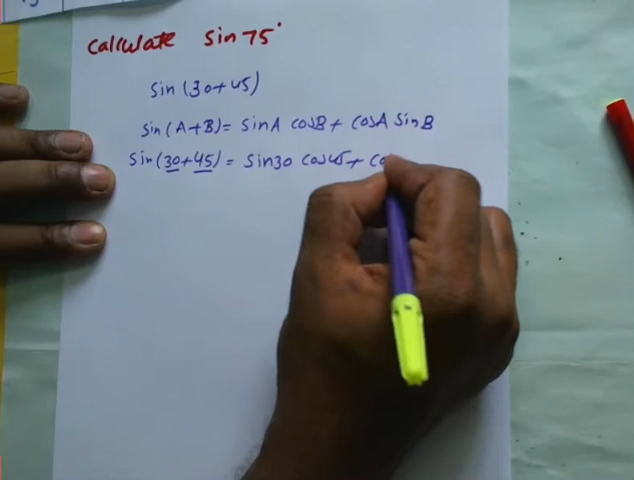 Calculate sin 75°
sin (30+45)
sin (A+B) = sinA cosB + cosA sinB
sin (30+45) = sin30 cos45 + co